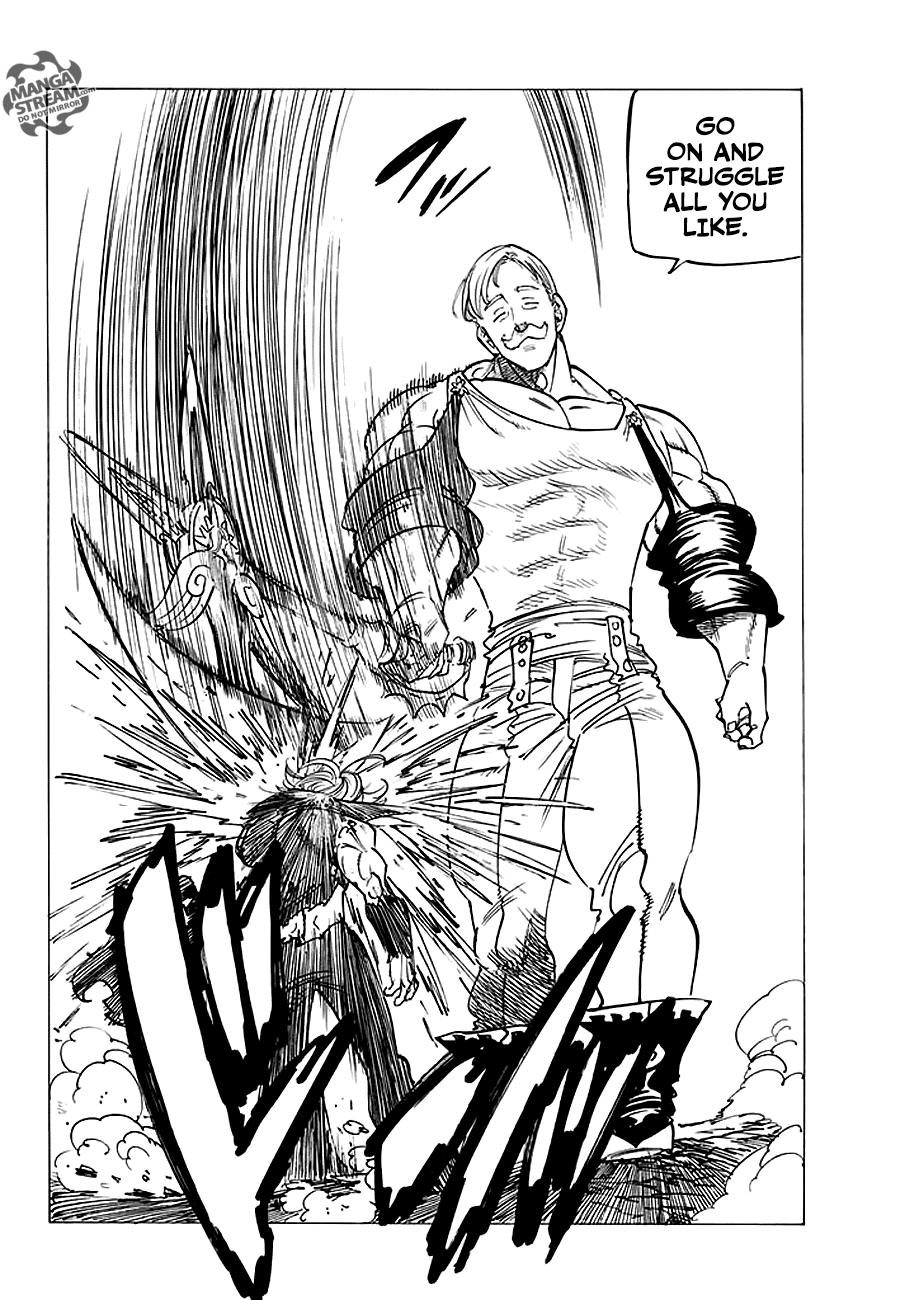 GO
ON AND
STRUGGLE
ALL YOU
LIKE.
MANGA
STREAM.com
DO NOT MIRROR